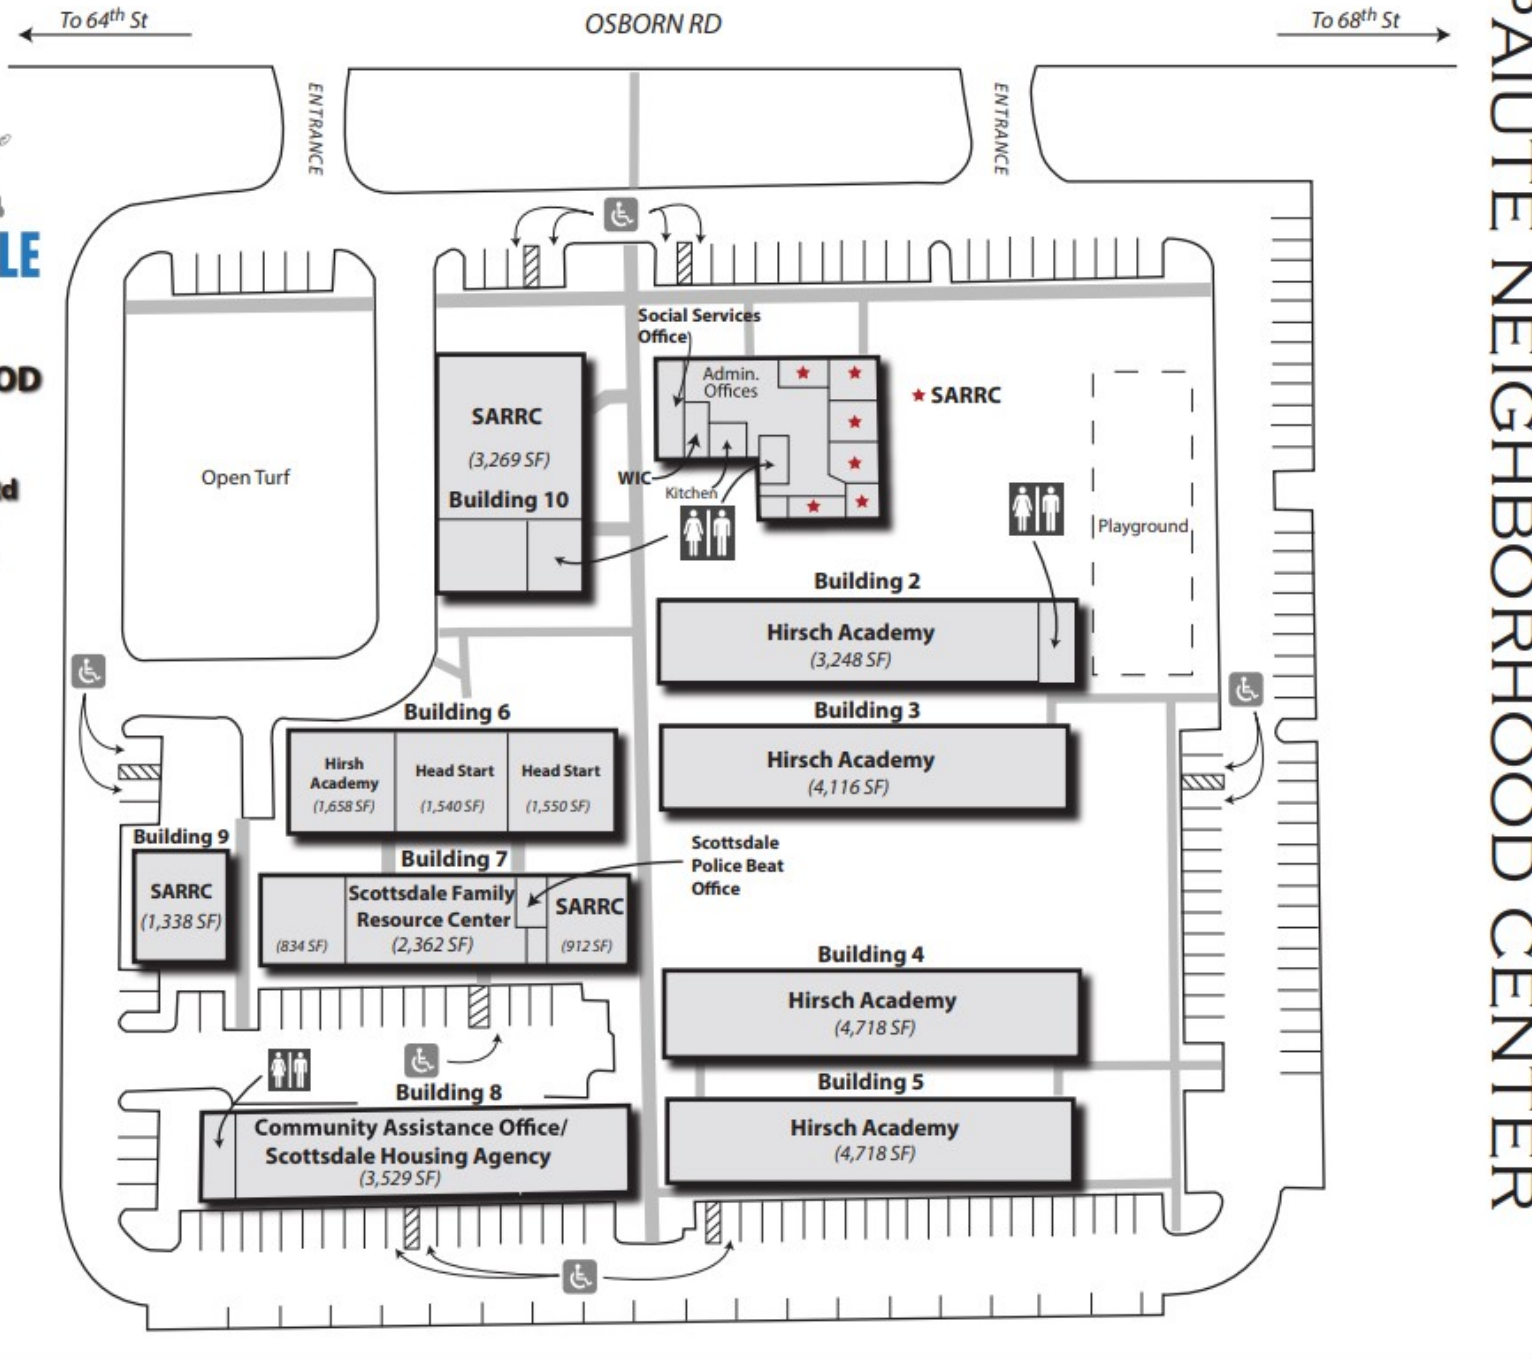 To 64th St
OSBORN RD
To 68th St
ENTRANCE
ENTRANCE
PAIUTE NEIGHBORHOOD CENTER
LE
OD
d
Social Services
Office
Admin.
Offices
SARRC
SARRC
(3,269 SF)
Building 10
WIC
Kitchen
Open Turf
Playground
Building 2
Hirsch Academy
(3,248 SF)
Building 3
Hirsch Academy
(4,116 SF)
Building 6
Hirsh
Academy
(1,658 SF)
Head Start
(1,540 SF)
Head Start
(1,550 SF)
Building 9
SARRC
(1,338 SF)
Building 7
(834 SF)
Scottsdale Family
Resource Center
(2,362 SF)
SARRC
(912 SF)
Scottsdale
Police Beat
Office
Building 4
Hirsch Academy
(4,718 SF)
Building 8
Community Assistance Office/
Scottsdale Housing Agency
(3,529 SF)
Building 5
Hirsch Academy
(4,718 SF)